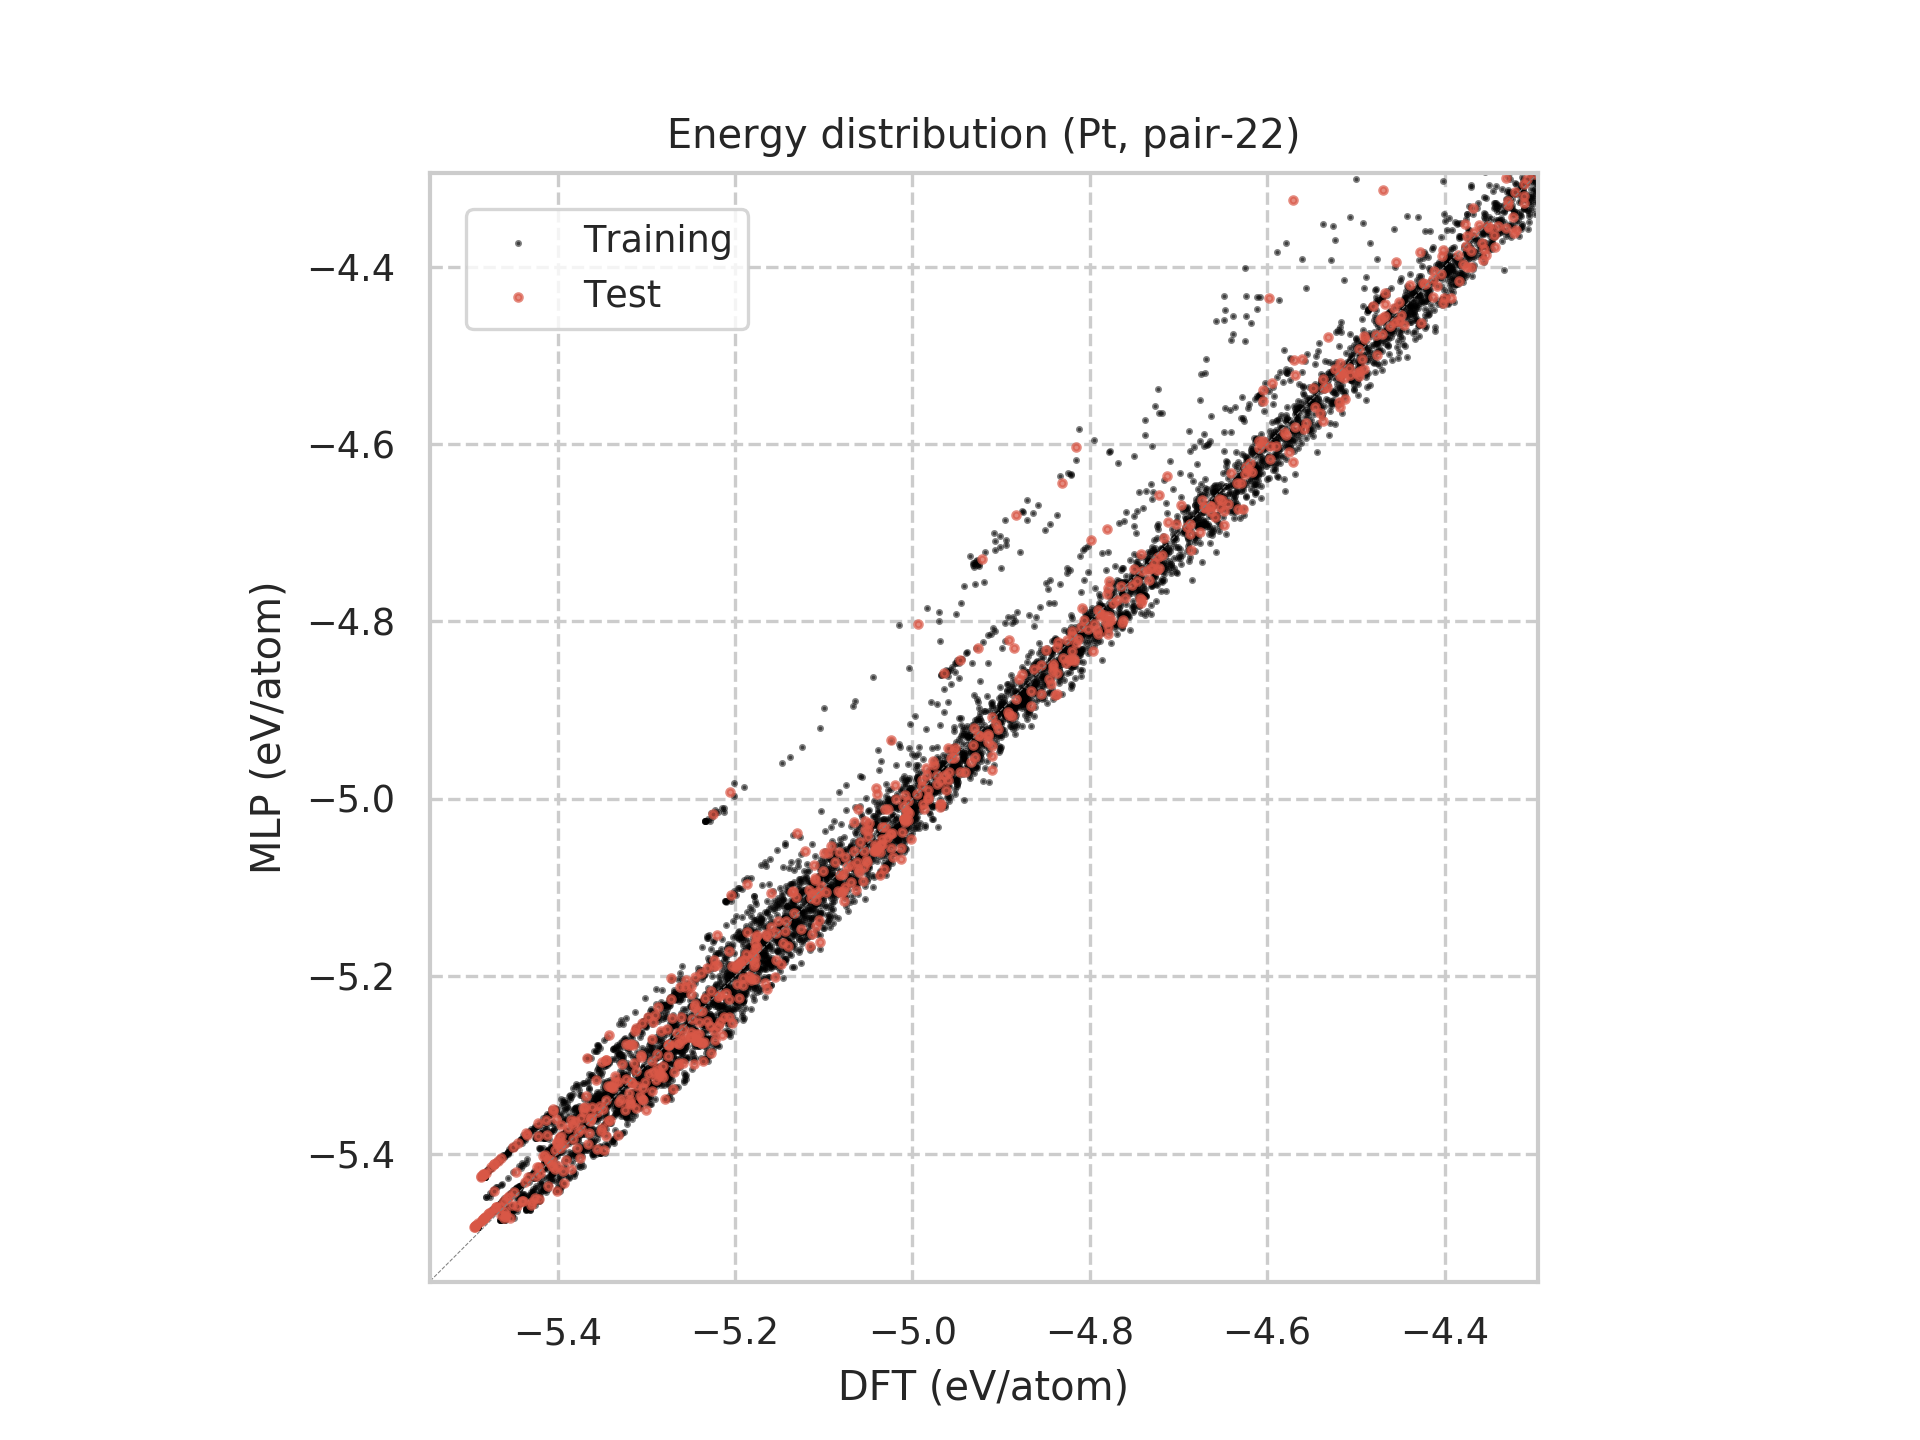 Energy distribution (Pt, pair-22)
Training
Test
−4.4
−4.6
−4.8
−5.0
−5.2
−5.4
MLP (eV/atom)
−5.4 −5.2 −5.0 −4.8 −4.6 −4.4
DFT (eV/atom)